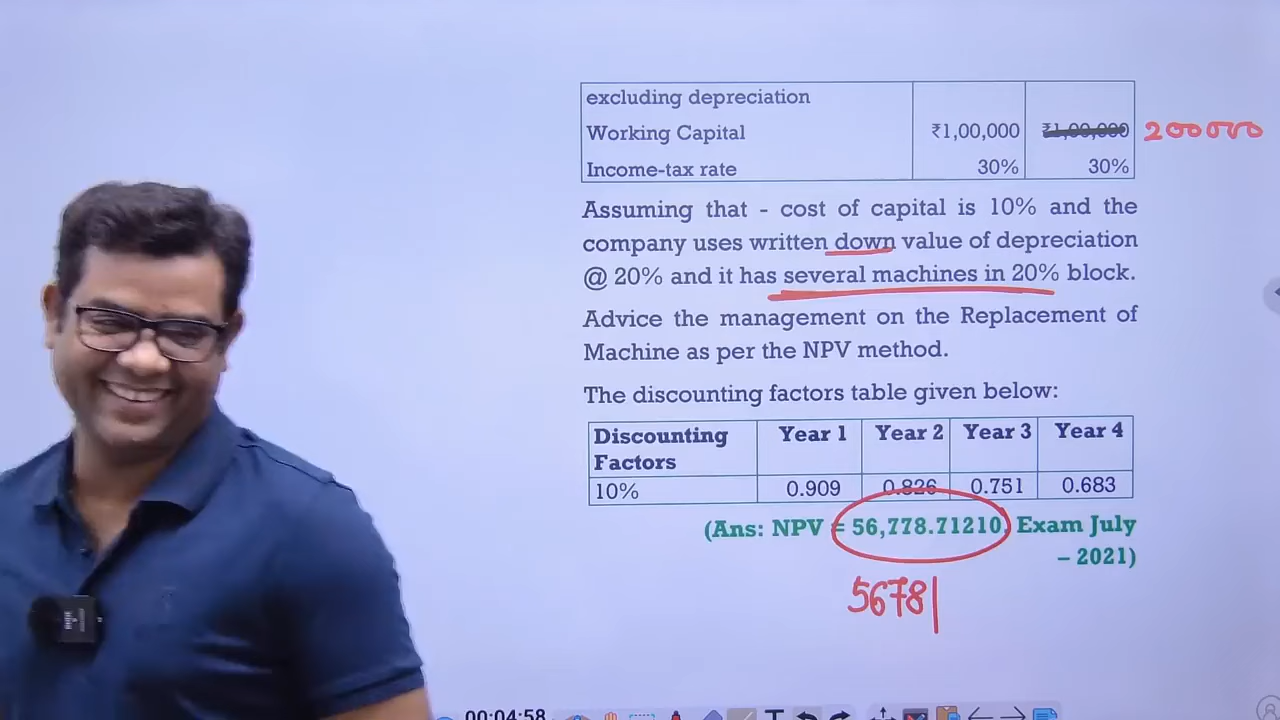 excluding depreciation
Working Capital ₹1,00,000 ₹1,00,000 200000
Income-tax rate 30% 30%
Assuming that - cost of capital is 10% and the
company uses written down value of depreciation
@ 20% and it has several machines in 20% block.
Advice the management on the Replacement of
Machine as per the NPV method.
The discounting factors table given below:
Discounting Factors Year 1 Year 2 Year 3 Year 4
10% 0.909 0.826 0.751 0.683
(Ans: NPV = 56,778.71210, Exam July
– 2021)
56781
00:04:58